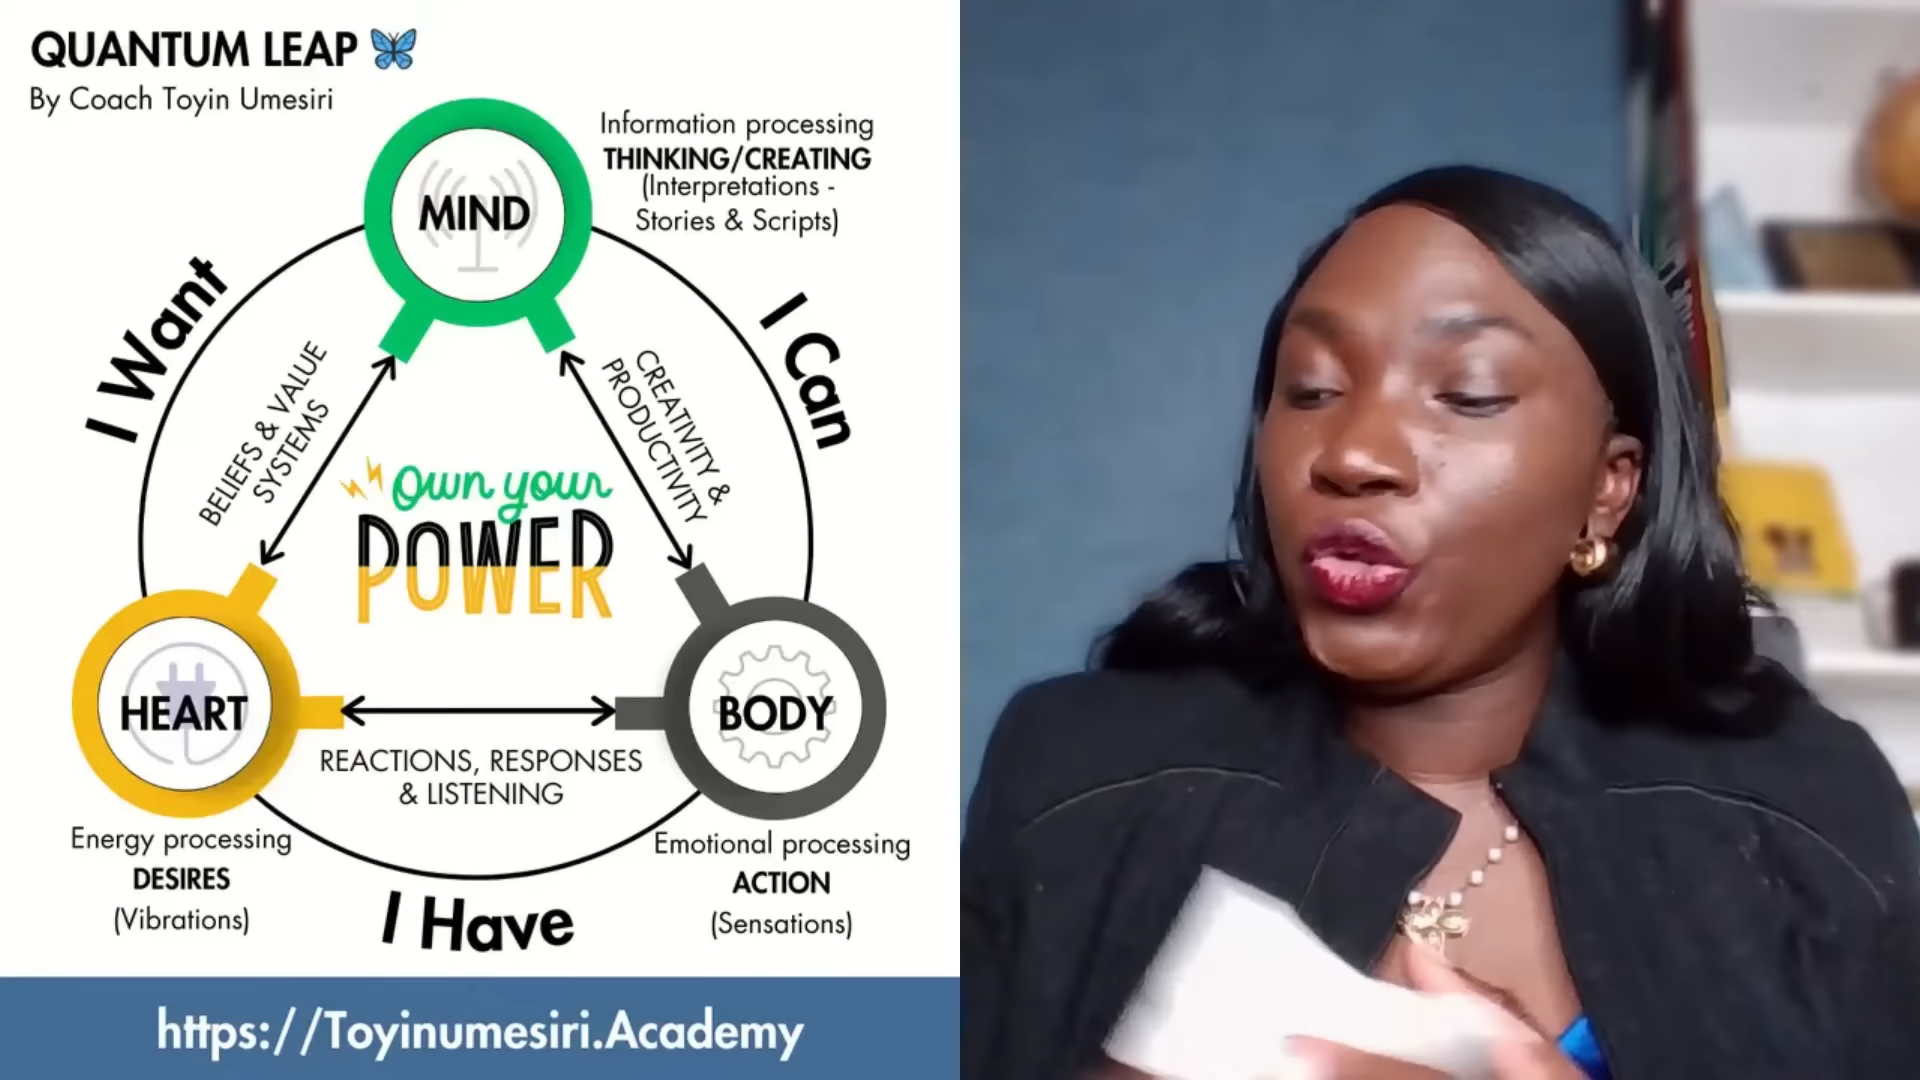 QUANTUM LEAP
By Coach Toyin Umesiri
MIND
Information processing
THINKING/CREATING
(Interpretations -
Stories & Scripts)
I Want
I Can
BELIEFS & VALUE
SYSTEMS
CREATIVITY &
PRODUCTIVITY
Own your
POWER
HEART
BODY
REACTIONS, RESPONSES
& LISTENING
Energy processing
DESIRES
(Vibrations)
Emotional processing
ACTION
(Sensations)
I Have
https://Toyinumesiri.Academy